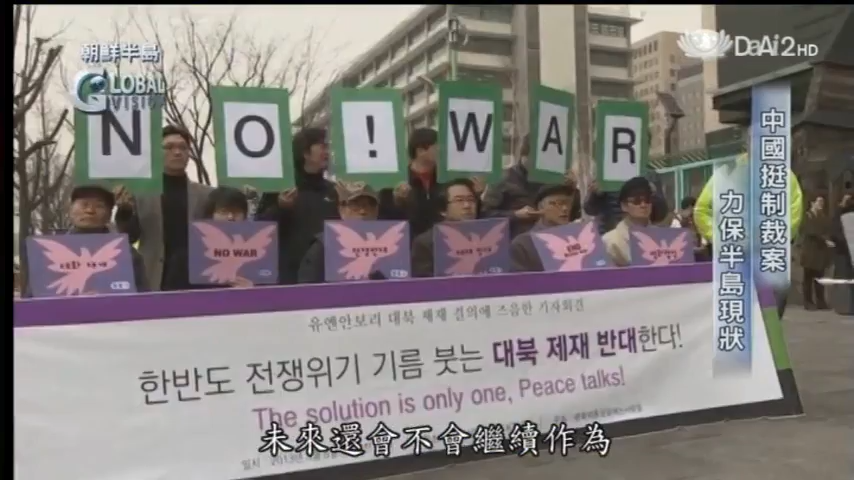 朝鮮半島
GLOBAL
VISION
DaAi2HD
NO!WAR
NO WAR
中國挺制裁案
力保半島現狀
유엔안보리 대북 제재 결의에 즈음한 기자회견
한반도 전쟁위기 기름 붓는 대북 제재 반대한다!
The solution is only one, Peace talks!
未來還會不會繼續作為